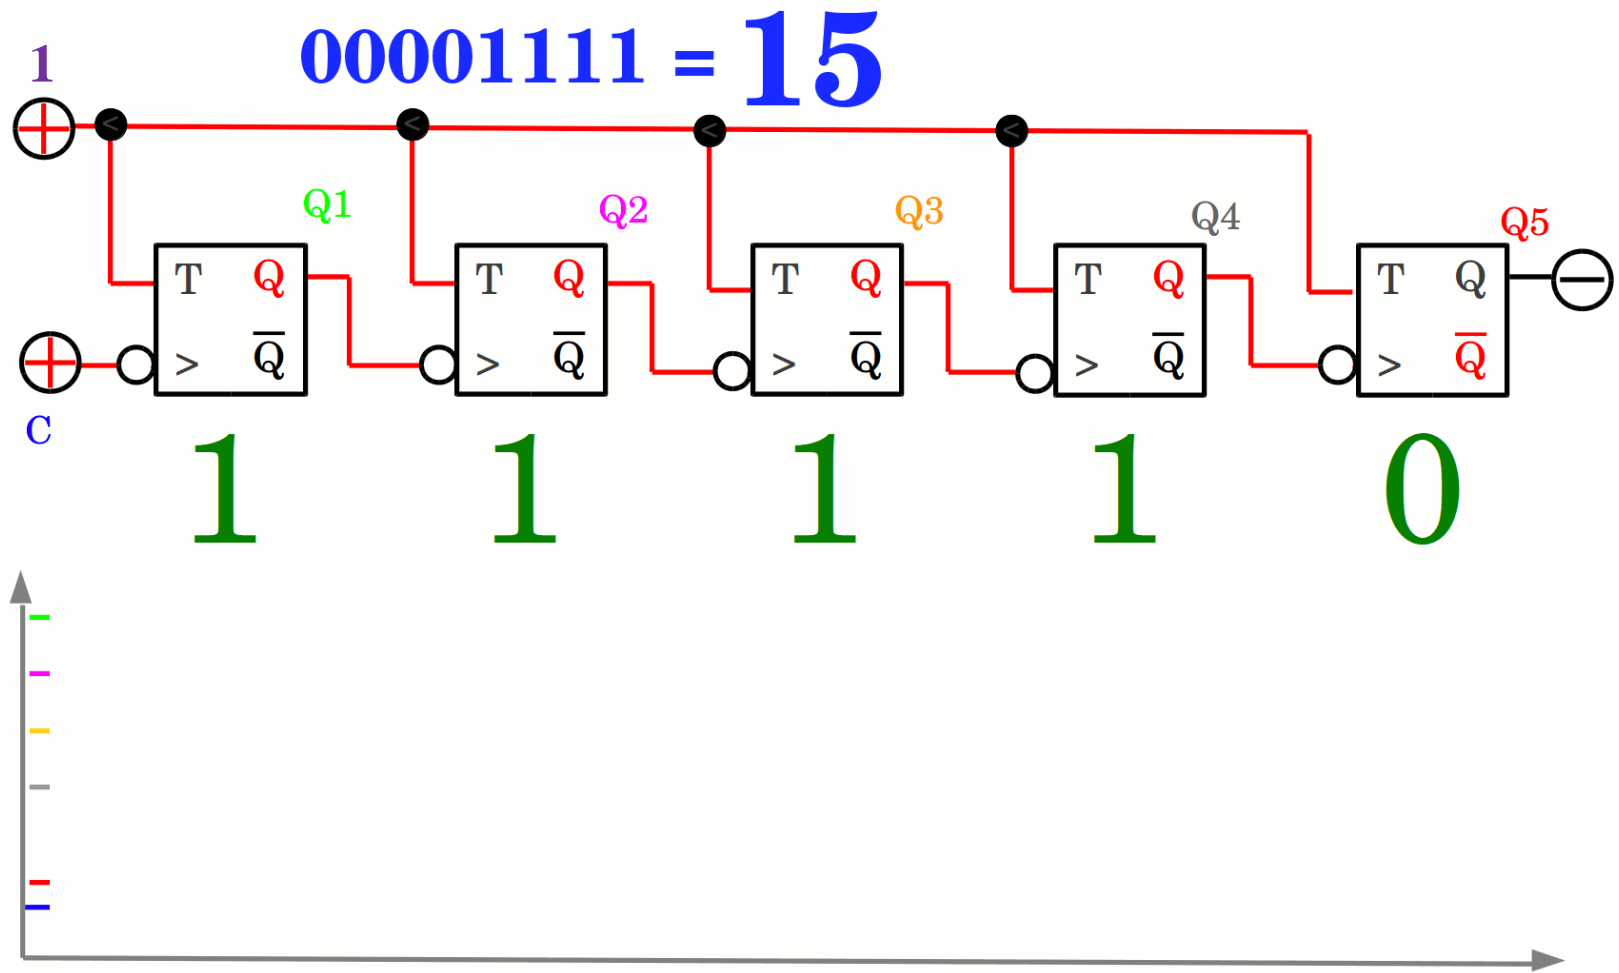 1
00001111 = 15
< < < <
Q1 Q2 Q3 Q4 Q5
T Q T Q T Q T Q T Q
> Q̅ > Q̅ > Q̅ > Q̅ > Q̅
C
1 1 1 1 0